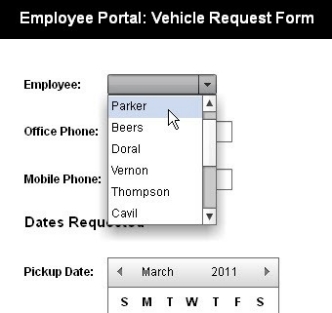 Employee Portal: Vehicle Request Form
Employee:
Parker
Beers
Office Phone:
Doral
Vernon
Mobile Phone:
Thompson
Cavil
Dates Requested
Pickup Date:
March 2011
S M T W T F S